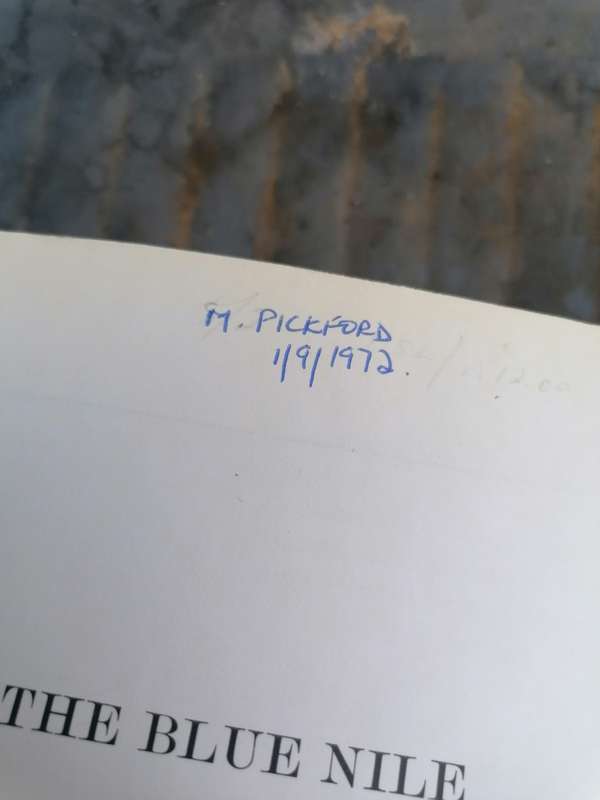 M. PICKFORD
1/9/1972.
THE BLUE NILE